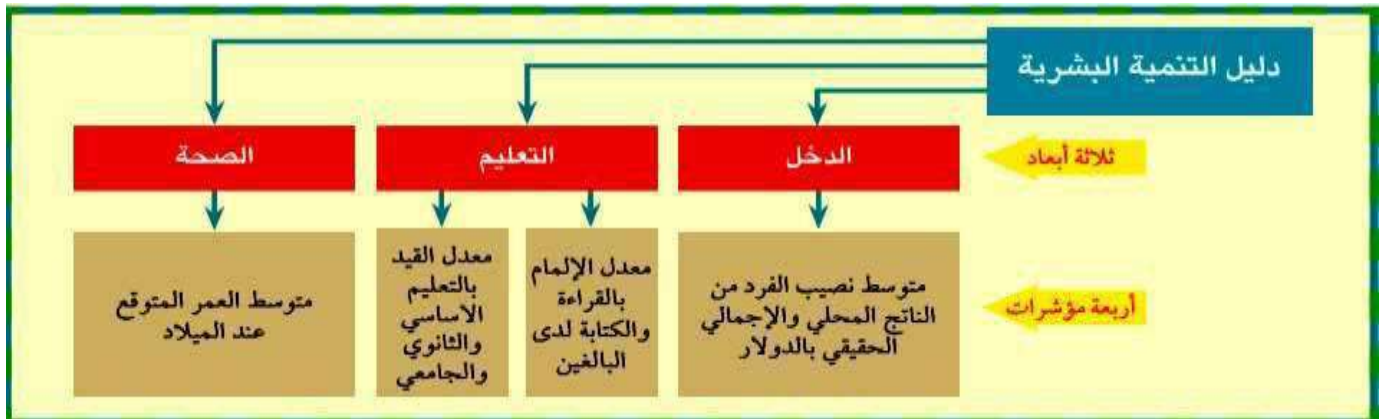 دليل التنمية البشرية
ثلاثة أبعاد
الدخل
التعليم
الصحة
أربعة مؤشرات
متوسط نصيب الفرد من
الناتج المحلي والإجمالي
الحقيقي بالدولار
معدل الإلمام
بالقراءة
والكتابة لدى
البالغين
معدل القيد
بالتعليم
الأساسي
والثانوي
والجامعي
متوسط العمر المتوقع
عند الميلاد